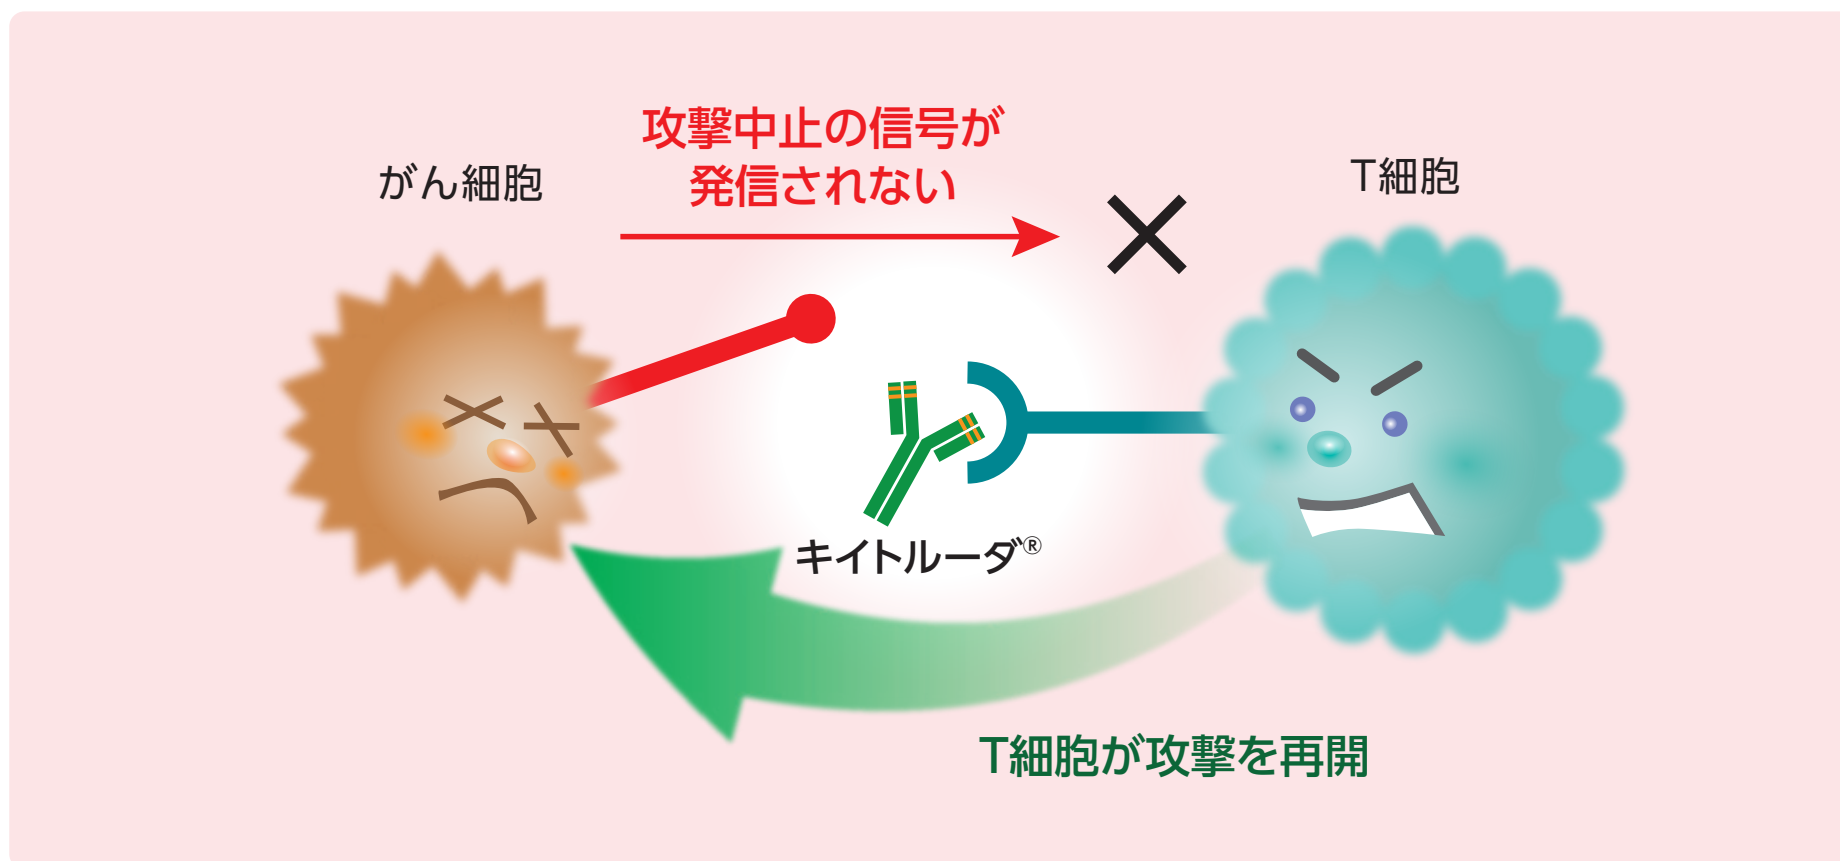 攻撃中止の信号が
発信されない
がん細胞
T細胞
キイトルーダ®
T細胞が攻撃を再開